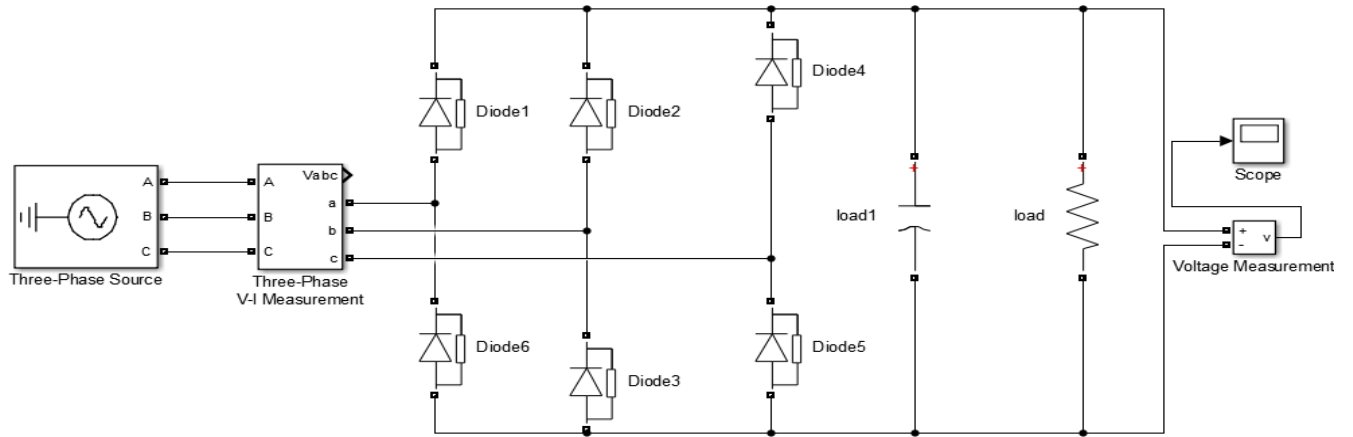 Diode4
Diode1
Diode2
Scope
A
B
C
A
B
C
Vabc
a
b
c
load1
load
+
-
v
Three-Phase Source
Three-Phase
V-I Measurement
Voltage Measurement
Diode6
Diode3
Diode5